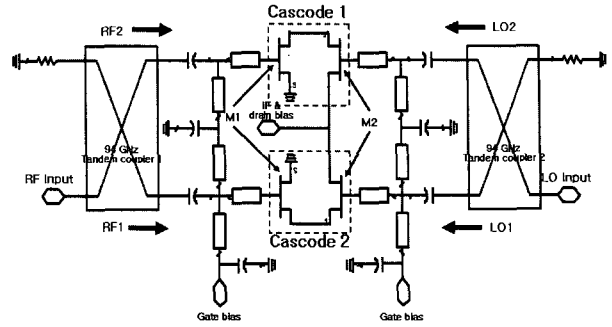 Cascode 1
RF2
LO2
S
M1
IF &
drain bias
M2
94 GHz
Tandem coupler 1
94 GHz
Tandem coupler 2
RF Input
LO Input
S
RF1
LO1
Cascode 2
Gate bias
Gate bias